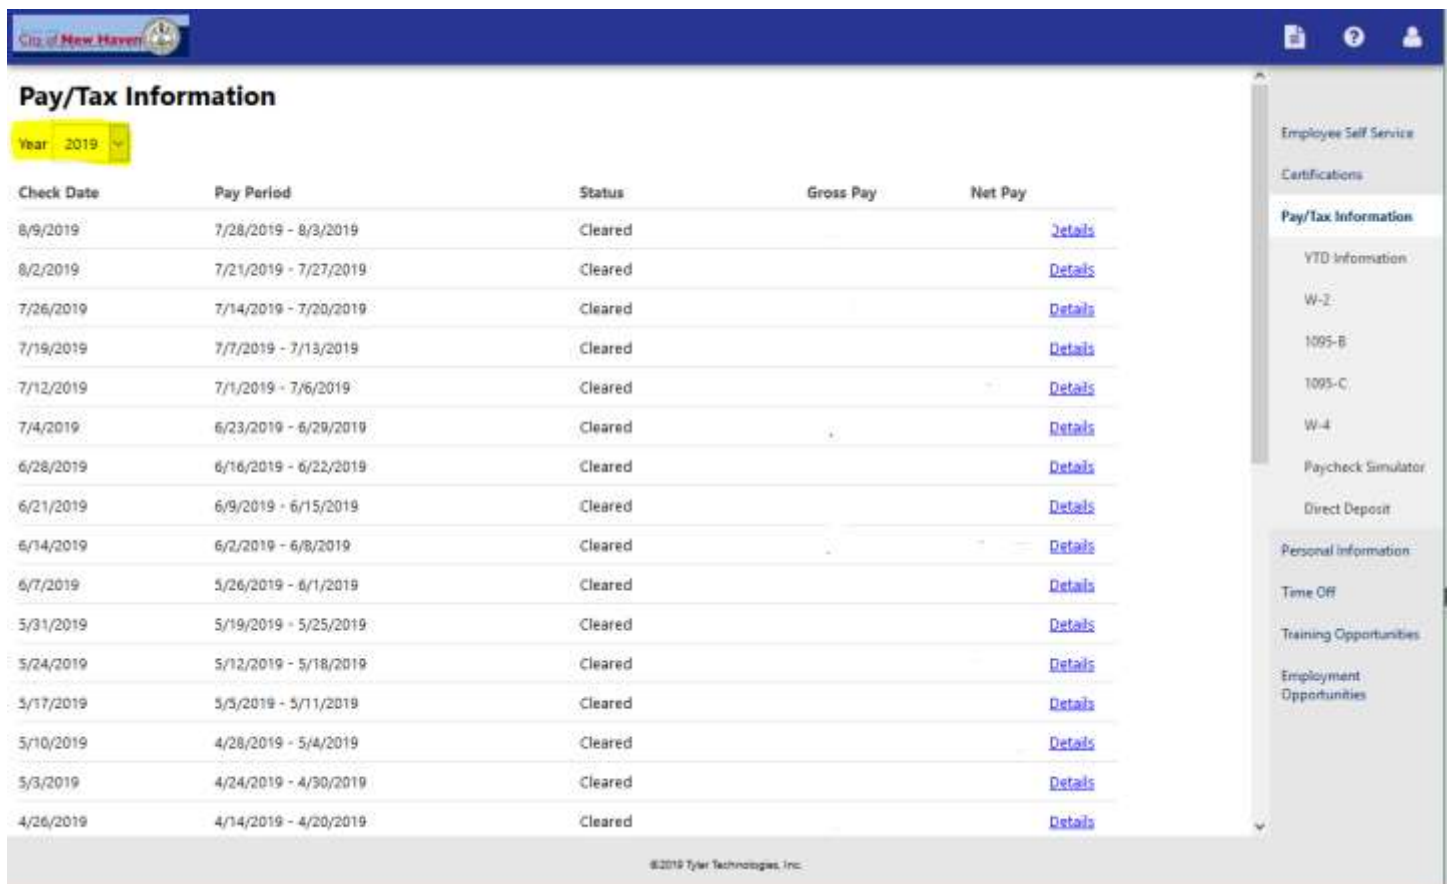 City of New Haven
Pay/Tax Information
Year 2019
Check Date Pay Period Status Gross Pay Net Pay
8/9/2019 7/28/2019 - 8/3/2019 Cleared Details
8/2/2019 7/21/2019 - 7/27/2019 Cleared Details
7/26/2019 7/14/2019 - 7/20/2019 Cleared Details
7/19/2019 7/7/2019 - 7/13/2019 Cleared Details
7/12/2019 7/1/2019 - 7/6/2019 Cleared Details
7/4/2019 6/23/2019 - 6/29/2019 Cleared Details
6/28/2019 6/16/2019 - 6/22/2019 Cleared Details
6/21/2019 6/9/2019 - 6/15/2019 Cleared Details
6/14/2019 6/2/2019 - 6/8/2019 Cleared Details
6/7/2019 5/26/2019 - 6/1/2019 Cleared Details
5/31/2019 5/19/2019 - 5/25/2019 Cleared Details
5/24/2019 5/12/2019 - 5/18/2019 Cleared Details
5/17/2019 5/5/2019 - 5/11/2019 Cleared Details
5/10/2019 4/28/2019 - 5/4/2019 Cleared Details
5/3/2019 4/24/2019 - 4/30/2019 Cleared Details
4/26/2019 4/14/2019 - 4/20/2019 Cleared Details
Employee Self Service
Certifications
Pay/Tax Information
YTD Information
W-2
1095-B
1095-C
W-4
Paycheck Simulator
Direct Deposit
Personal Information
Time Off
Training Opportunities
Employment
Opportunities
©2019 Tyler Technologies, Inc.